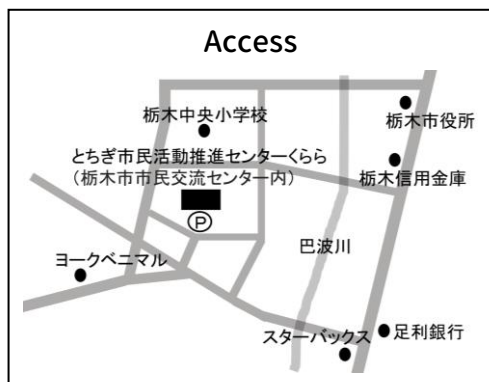 Access
栃木中央小学校
栃木市役所
とちぎ市民活動推進センターくらら
（栃木市市民交流センター内）
栃木信用金庫
P
巴波川
ヨークベニマル
スターバックス
足利銀行